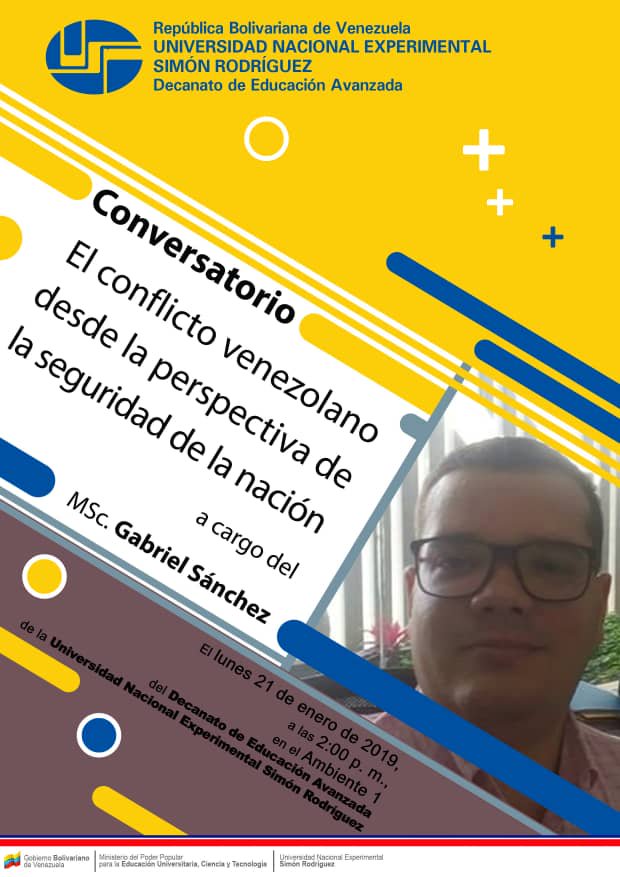 República Bolivariana de Venezuela
UNIVERSIDAD NACIONAL EXPERIMENTAL
SIMÓN RODRÍGUEZ
Decanato de Educación Avanzada
Conversatorio
El conflicto venezolano
desde la perspectiva de
la seguridad de la nación
a cargo del
MSc. Gabriel Sánchez
El lunes 21 de enero de 2019,
a las 2:00 p. m.,
en el Ambiente 1
del Decanato de Educación Avanzada
de la Universidad Nacional Experimental Simón Rodríguez
Gobierno Bolivariano
de Venezuela
Ministerio del Poder Popular
para la Educación Universitaria, Ciencia y Tecnología
Universidad Nacional Experimental
Simón Rodríguez